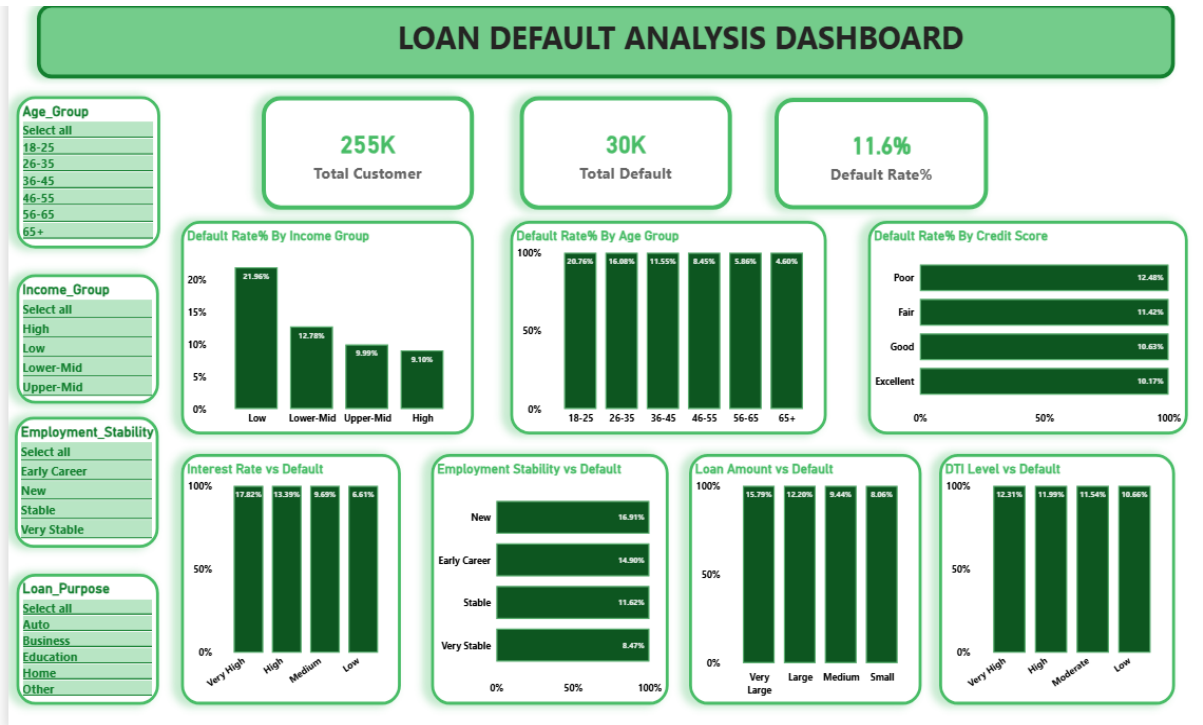 LOAN DEFAULT ANALYSIS DASHBOARD
Age_Group
Select all
18-25
26-35
36-45
46-55
56-65
65+
Income_Group
Select all
High
Low
Lower-Mid
Upper-Mid
Employment_Stability
Select all
Early Career
New
Stable
Very Stable
Loan_Purpose
Select all
Auto
Business
Education
Home
Other
255K
Total Customer
30K
Total Default
11.6%
Default Rate%
Default Rate% By Income Group
20%
15%
10%
5%
0%
21.96%
12.78%
9.99%
9.10%
Low Lower-Mid Upper-Mid High
Default Rate% By Age Group
100%
50%
0%
20.76% 16.08% 11.55% 8.45% 5.86% 4.60%
18-25 26-35 36-45 46-55 56-65 65+
Default Rate% By Credit Score
Poor 12.48%
Fair 11.42%
Good 10.63%
Excellent 10.17%
0% 50% 100%
Interest Rate vs Default
100%
50%
0%
17.82% 13.39% 9.69% 6.61%
Very High High Medium Low
Employment Stability vs Default
New 16.91%
Early Career 14.90%
Stable 11.62%
Very Stable 8.47%
0% 50% 100%
Loan Amount vs Default
100%
50%
0%
15.79% 12.20% 9.44% 8.06%
Very Large Medium Small
Large
DTI Level vs Default
100%
50%
0%
12.31% 11.99% 11.54% 10.66%
Very High High Moderate Low